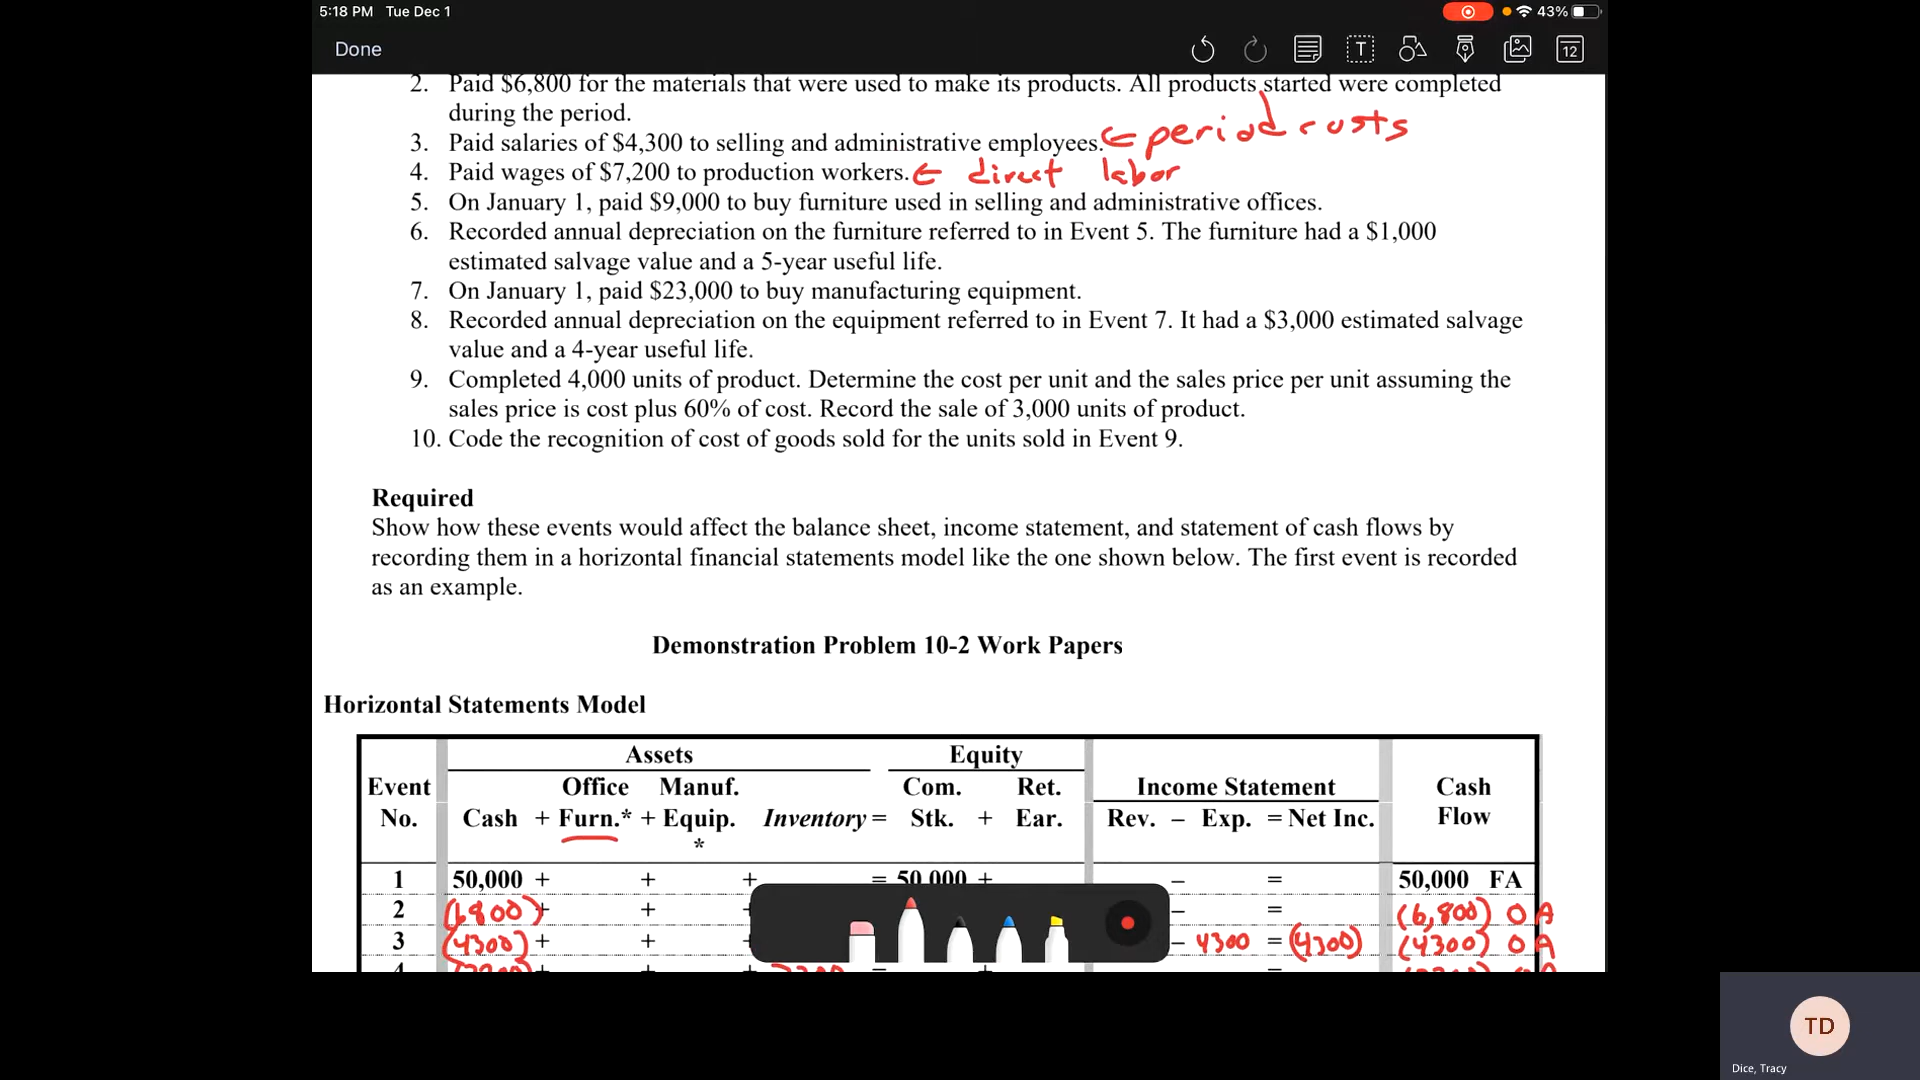 5:18 PM Tue Dec 1 43%
Done T 12
2. Paid $6,800 for the materials that were used to make its products. All products started were completed
during the period.
3. Paid salaries of $4,300 to selling and administrative employees. ← period costs
4. Paid wages of $7,200 to production workers. ← direct labor
5. On January 1, paid $9,000 to buy furniture used in selling and administrative offices.
6. Recorded annual depreciation on the furniture referred to in Event 5. The furniture had a $1,000
estimated salvage value and a 5-year useful life.
7. On January 1, paid $23,000 to buy manufacturing equipment.
8. Recorded annual depreciation on the equipment referred to in Event 7. It had a $3,000 estimated salvage
value and a 4-year useful life.
9. Completed 4,000 units of product. Determine the cost per unit and the sales price per unit assuming the
sales price is cost plus 60% of cost. Record the sale of 3,000 units of product.
10. Code the recognition of cost of goods sold for the units sold in Event 9.
Required
Show how these events would affect the balance sheet, income statement, and statement of cash flows by
recording them in a horizontal financial statements model like the one shown below. The first event is recorded
as an example.
Demonstration Problem 10-2 Work Papers
Horizontal Statements Model
Assets Equity
Event Office Manuf. Com. Ret. Income Statement Cash
No. Cash + Furn.* + Equip. Inventory = Stk. + Ear. Rev. – Exp. = Net Inc. Flow
*
1 50,000 + + + = 50,000 + – = 50,000 FA
2 (6800) + + – = (6,800) OA
3 (4300) + + – 4300 = (4300) (4300) OA
4
TD
Dice, Tracy